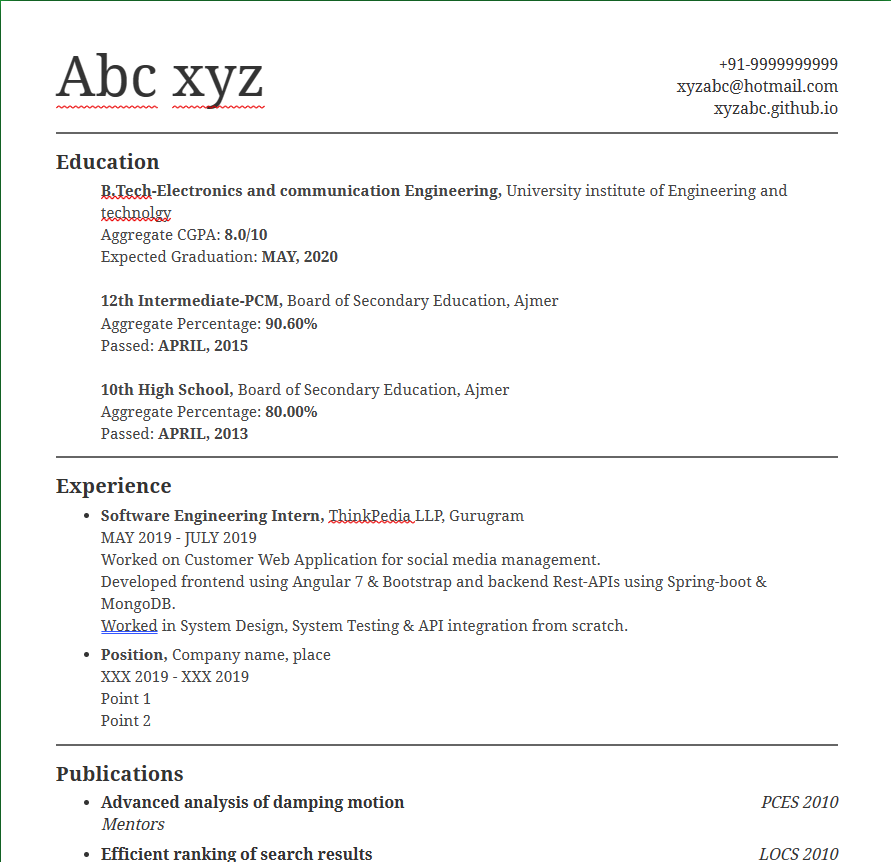 Abc xyz
+91-9999999999
xyzabc@hotmail.com
xyzabc.github.io
Education
B.Tech-Electronics and communication Engineering, University institute of Engineering and
technolgy
Aggregate CGPA: 8.0/10
Expected Graduation: MAY, 2020
12th Intermediate-PCM, Board of Secondary Education, Ajmer
Aggregate Percentage: 90.60%
Passed: APRIL, 2015
10th High School, Board of Secondary Education, Ajmer
Aggregate Percentage: 80.00%
Passed: APRIL, 2013
Experience
• Software Engineering Intern, ThinkPedia LLP, Gurugram
MAY 2019 - JULY 2019
Worked on Customer Web Application for social media management.
Developed frontend using Angular 7 & Bootstrap and backend Rest-APIs using Spring-boot &
MongoDB.
Worked in System Design, System Testing & API integration from scratch.
• Position, Company name, place
XXX 2019 - XXX 2019
Point 1
Point 2
Publications
• Advanced analysis of damping motion PCES 2010
Mentors
• Efficient ranking of search results LOCS 2010